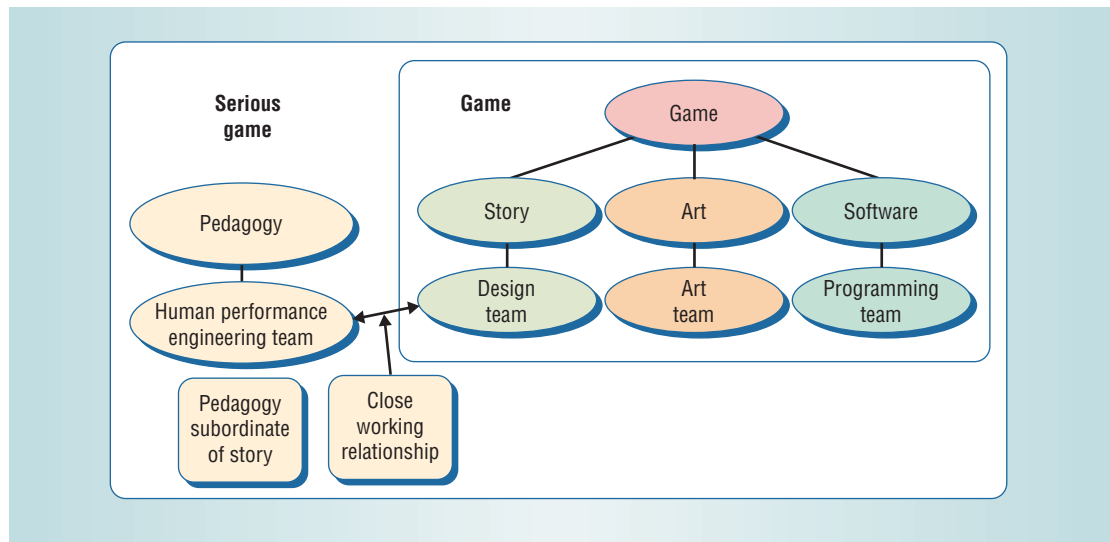 Serious
game
Game
Game
Story
Art
Software
Pedagogy
Design
team
Art
team
Programming
team
Human performance
engineering team
Pedagogy
subordinate
of story
Close
working
relationship